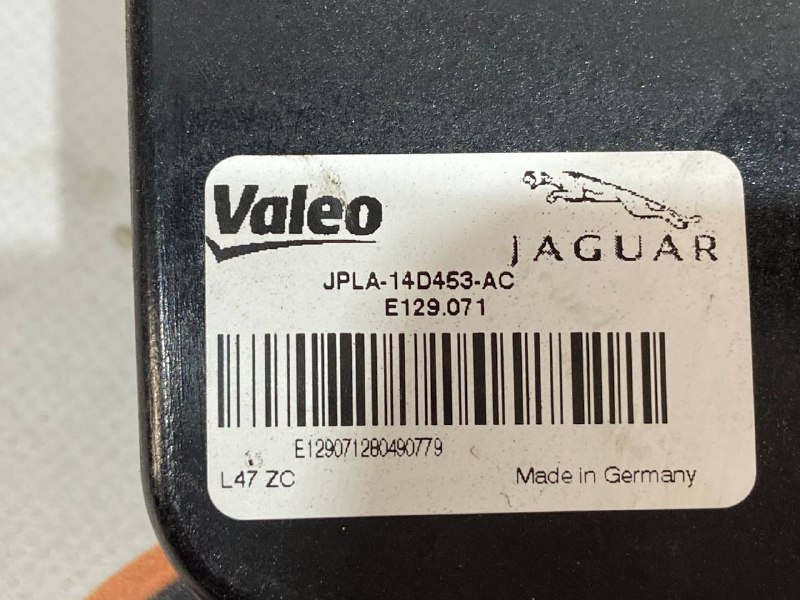 Valeo
JAGUAR
JPLA-14D453-AC
E129.071
E129071280490779
L47 ZC
Made in Germany